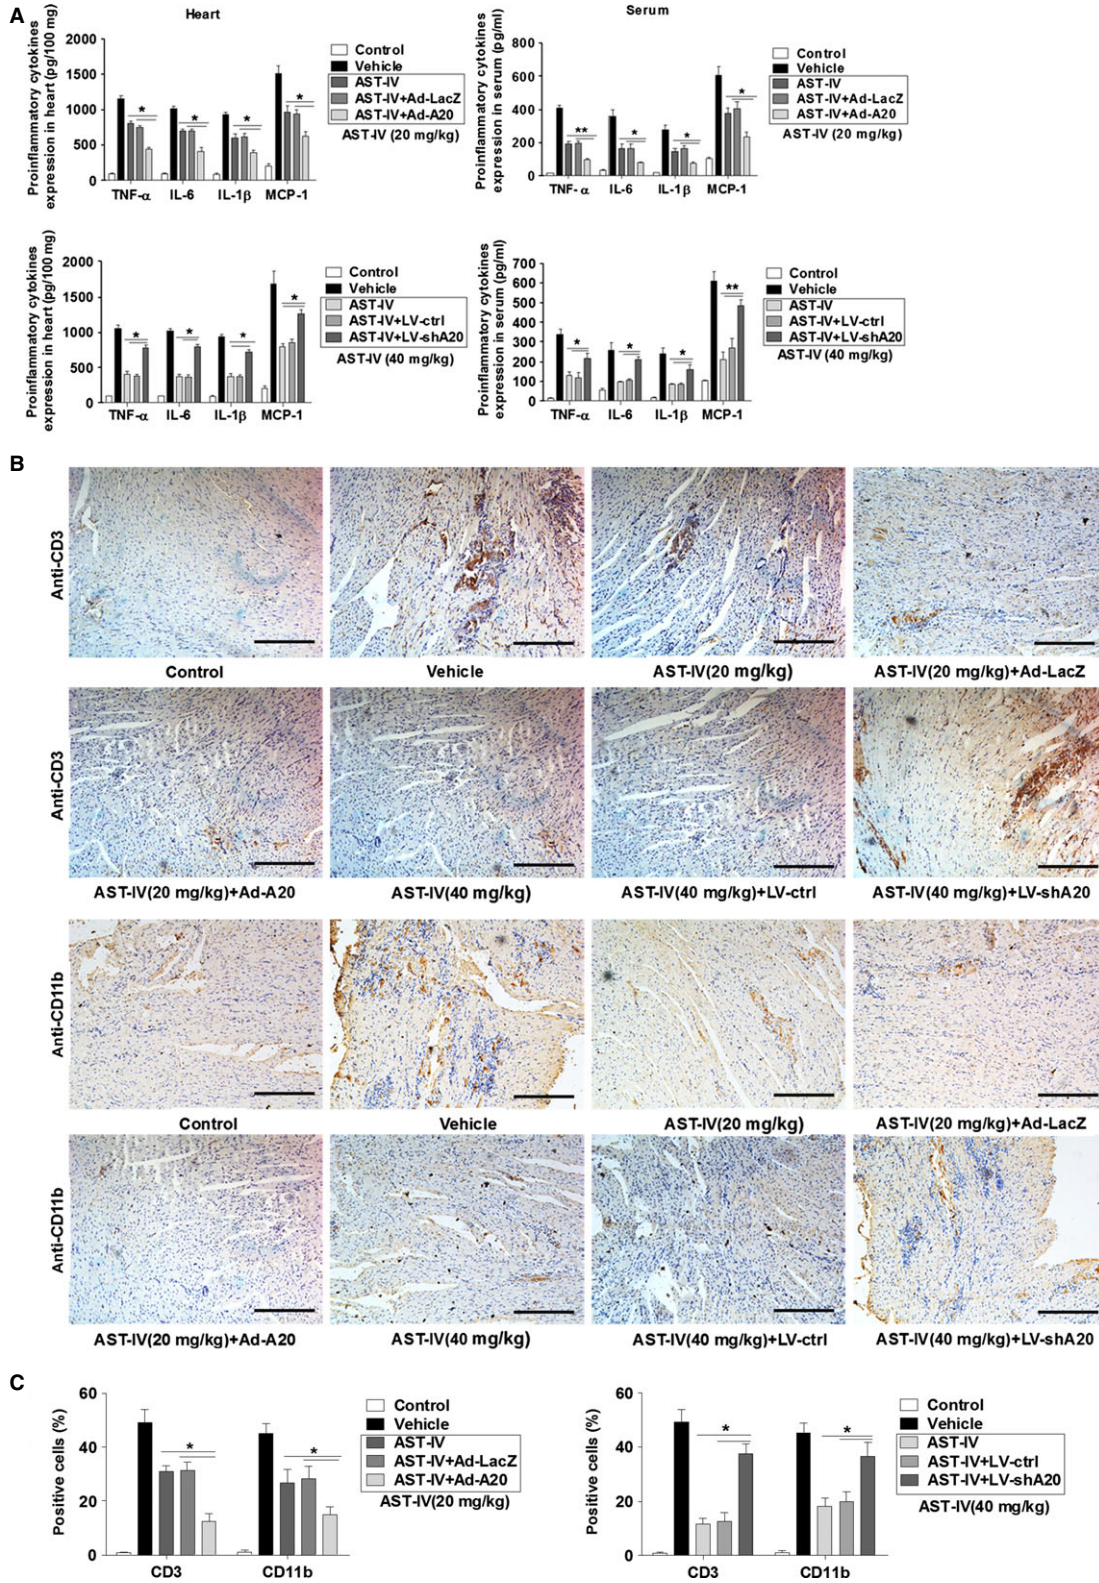 A
Heart
Proinflammatory cytokines
expression in heart (pg/100 mg)
2000
1500
1000
500
0
TNF-α IL-6 IL-1β MCP-1
* * * *
Control
Vehicle
AST-IV
AST-IV+Ad-LacZ
AST-IV+Ad-A20
AST-IV (20 mg/kg)
Serum
Proinflammatory cytokines
expression in serum (pg/ml)
800
600
400
200
0
TNF-α IL-6 IL-1β MCP-1
** * * *
Control
Vehicle
AST-IV
AST-IV+Ad-LacZ
AST-IV+Ad-A20
AST-IV (20 mg/kg)
Proinflammatory cytokines
expression in heart (pg/100 mg)
2000
1500
1000
500
0
TNF-α IL-6 IL-1β MCP-1
* * * *
Control
Vehicle
AST-IV
AST-IV+LV-ctrl
AST-IV+LV-shA20
AST-IV (40 mg/kg)
Proinflammatory cytokines
expression in serum (pg/ml)
700
600
500
400
300
200
100
0
TNF-α IL-6 IL-1β MCP-1
* * * **
Control
Vehicle
AST-IV
AST-IV+LV-ctrl
AST-IV+LV-shA20
AST-IV (40 mg/kg)
B
Anti-CD3
Control Vehicle AST-IV(20 mg/kg) AST-IV(20 mg/kg)+Ad-LacZ
Anti-CD3
AST-IV(20 mg/kg)+Ad-A20 AST-IV(40 mg/kg) AST-IV(40 mg/kg)+LV-ctrl AST-IV(40 mg/kg)+LV-shA20
Anti-CD11b
Control Vehicle AST-IV(20 mg/kg) AST-IV(20 mg/kg)+Ad-LacZ
Anti-CD11b
AST-IV(20 mg/kg)+Ad-A20 AST-IV(40 mg/kg) AST-IV(40 mg/kg)+LV-ctrl AST-IV(40 mg/kg)+LV-shA20
C
Positive cells (%)
60
40
20
0
CD3 CD11b
* *
Control
Vehicle
AST-IV
AST-IV+Ad-LacZ
AST-IV+Ad-A20
AST-IV(20 mg/kg)
Positive cells (%)
60
40
20
0
CD3 CD11b
* *
Control
Vehicle
AST-IV
AST-IV+LV-ctrl
AST-IV+LV-shA20
AST-IV(40 mg/kg)